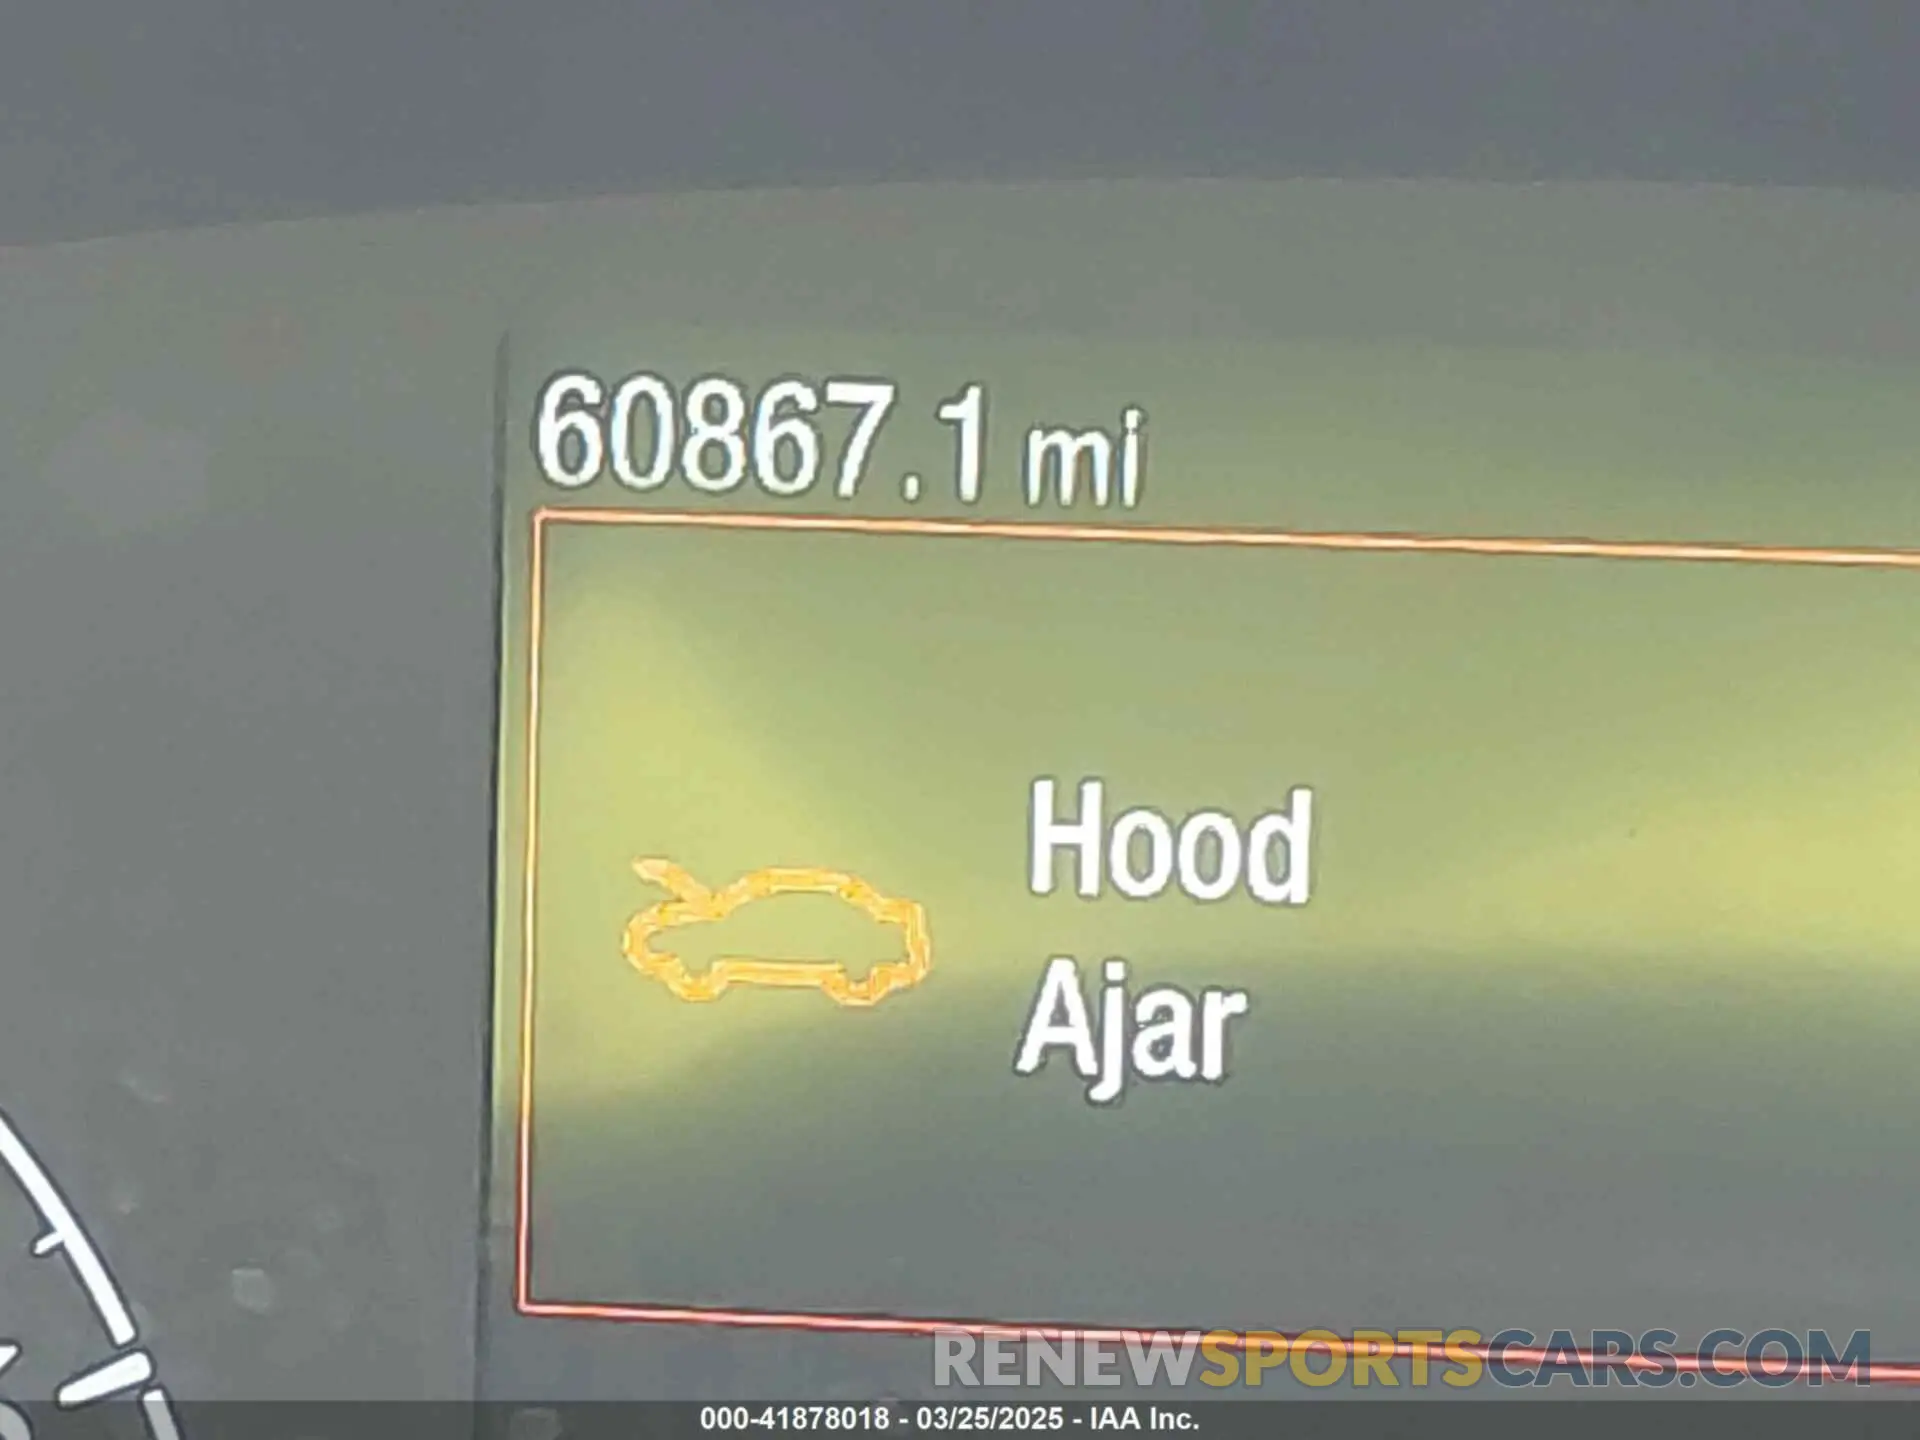 60867.1 mi
Hood
Ajar
RENEWSPORTSCARS.COM
000-41878018 - 03/25/2025 - IAA Inc.